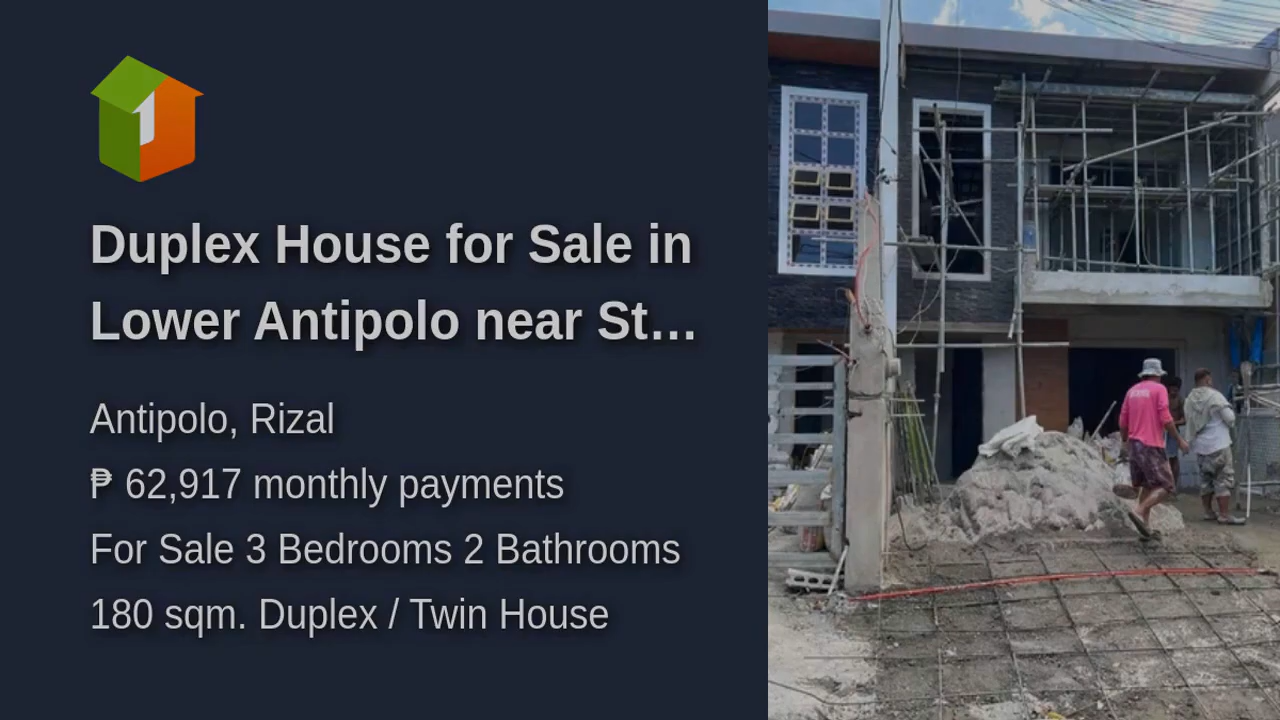 Duplex House for Sale in
Lower Antipolo near St...
Antipolo, Rizal
₱ 62,917 monthly payments
For Sale 3 Bedrooms 2 Bathrooms
180 sqm. Duplex / Twin House